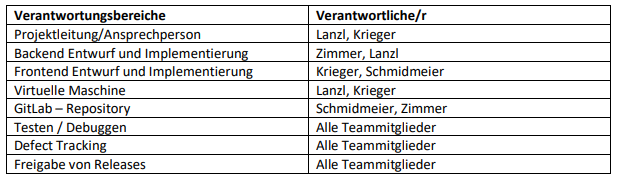 Verantwortungsbereiche Verantwortliche/r
Projektleitung/Ansprechperson Lanzl, Krieger
Backend Entwurf und Implementierung Zimmer, Lanzl
Frontend Entwurf und Implementierung Krieger, Schmidmeier
Virtuelle Maschine Lanzl, Krieger
GitLab – Repository Schmidmeier, Zimmer
Testen / Debuggen Alle Teammitglieder
Defect Tracking Alle Teammitglieder
Freigabe von Releases Alle Teammitglieder